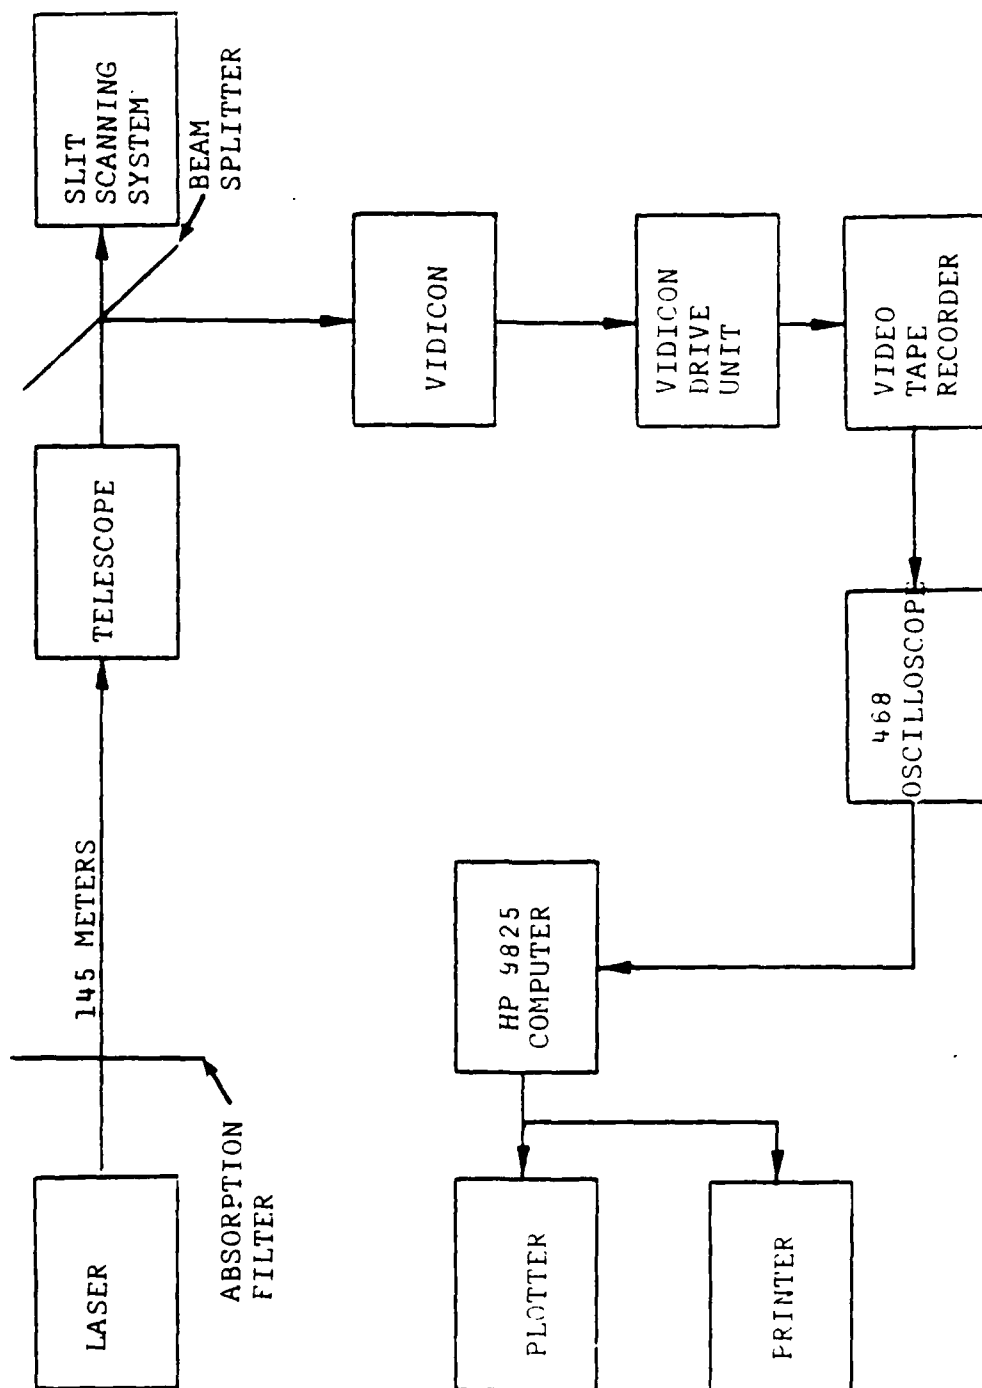 LASER
ABSORPTION
FILTER
145 METERS
TELESCOPE
BEAM
SPLITTER
SLIT
SCANNING
SYSTEM
VIDICON
VIDICON
DRIVE
UNIT
VIDEO
TAPE
RECORDER
468
OSCILLOSCOPE
HP 9825
COMPUTER
PLOTTER
PRINTER